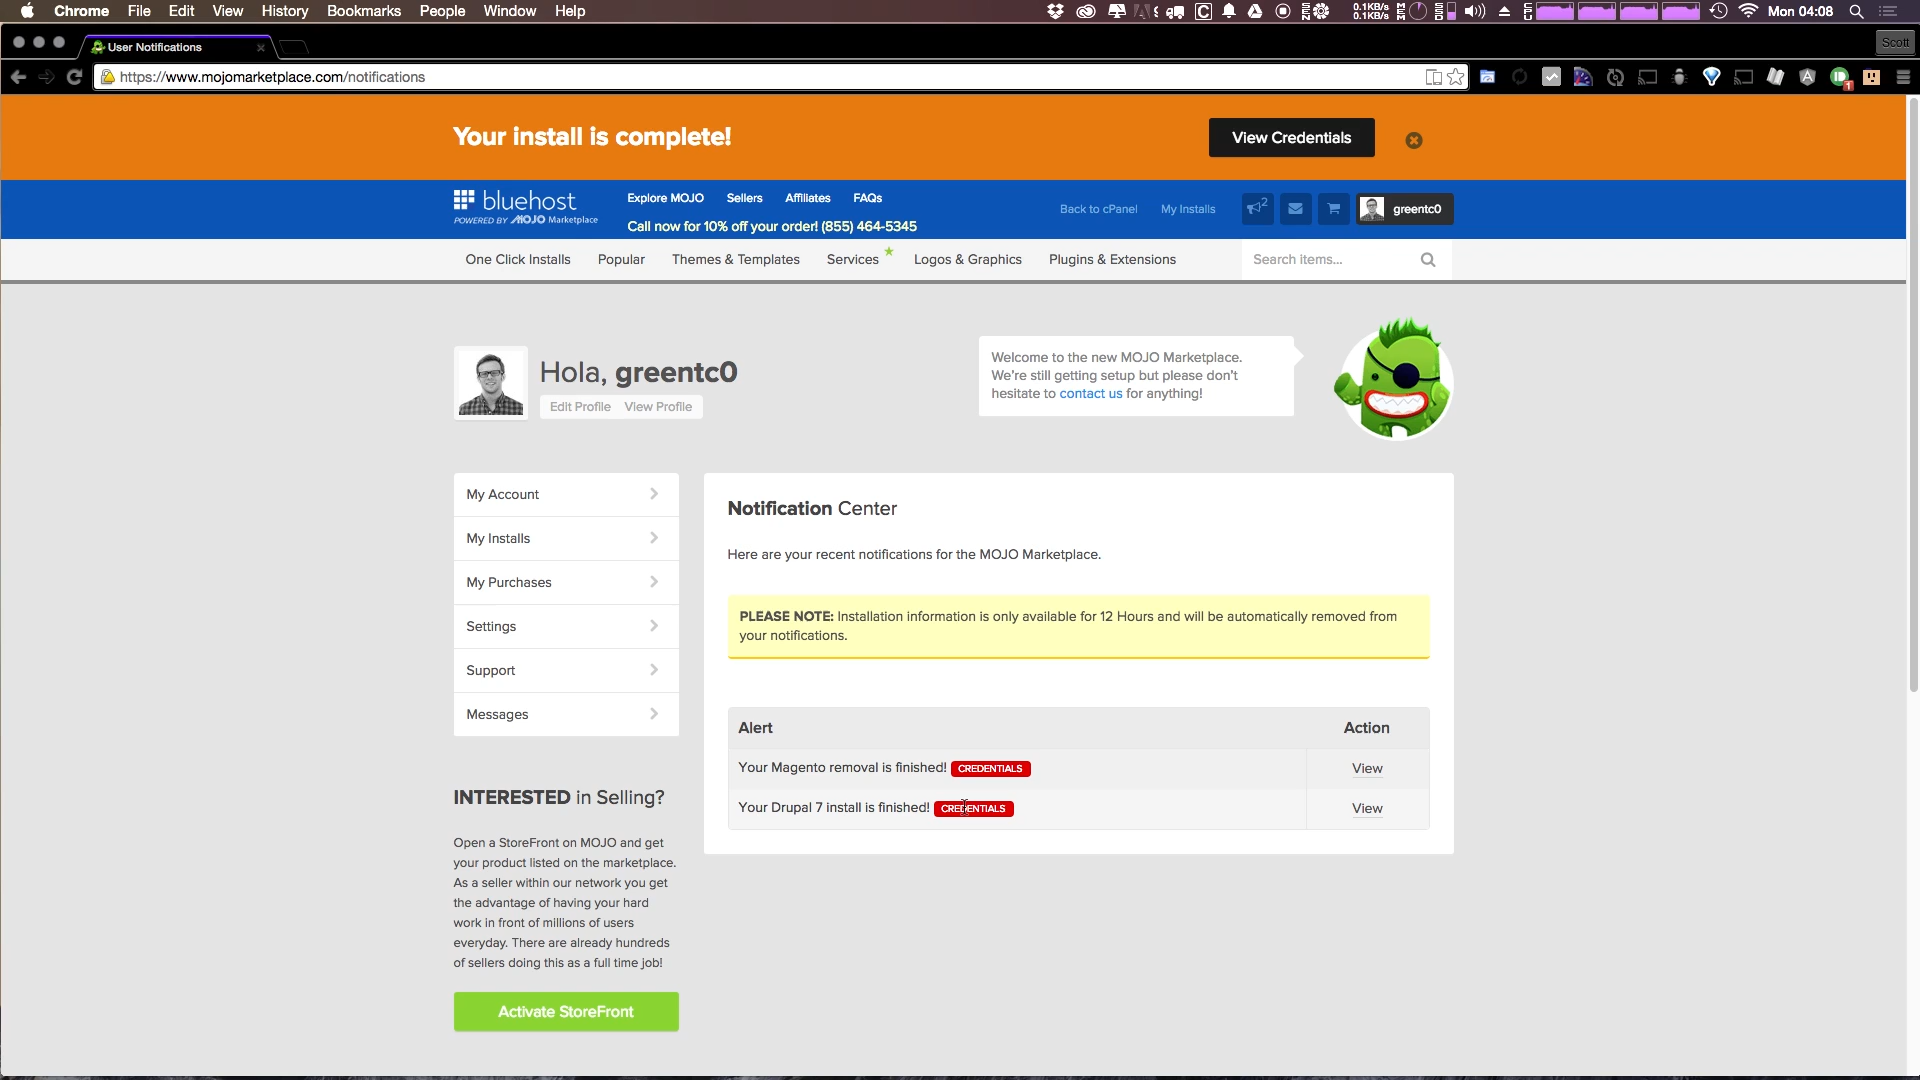 Chrome File Edit View History Bookmarks People Window Help
0.1KB/s
0.1KB/s
Mon 04:08
User Notifications
Scott
https://www.mojomarketplace.com/notifications
1
Your install is complete!
View Credentials
bluehost
POWERED BY MOJO Marketplace
Explore MOJO Sellers Affiliates FAQs
Call now for 10% off your order! (855) 464-5345
Back to cPanel My Installs
2
greentc0
One Click Installs Popular Themes & Templates Services Logos & Graphics Plugins & Extensions
Search items...
Hola, greentc0
Edit Profile View Profile
Welcome to the new MOJO Marketplace.
We're still getting setup but please don't
hesitate to contact us for anything!
My Account
My Installs
My Purchases
Settings
Support
Messages
INTERESTED in Selling?
Open a StoreFront on MOJO and get
your product listed on the marketplace.
As a seller within our network you get
the advantage of having your hard
work in front of millions of users
everyday. There are already hundreds
of sellers doing this as a full time job!
Activate StoreFront
Notification Center
Here are your recent notifications for the MOJO Marketplace.
PLEASE NOTE: Installation information is only available for 12 Hours and will be automatically removed from
your notifications.
Alert Action
Your Magento removal is finished! CREDENTIALS View
Your Drupal 7 install is finished! CREDENTIALS View